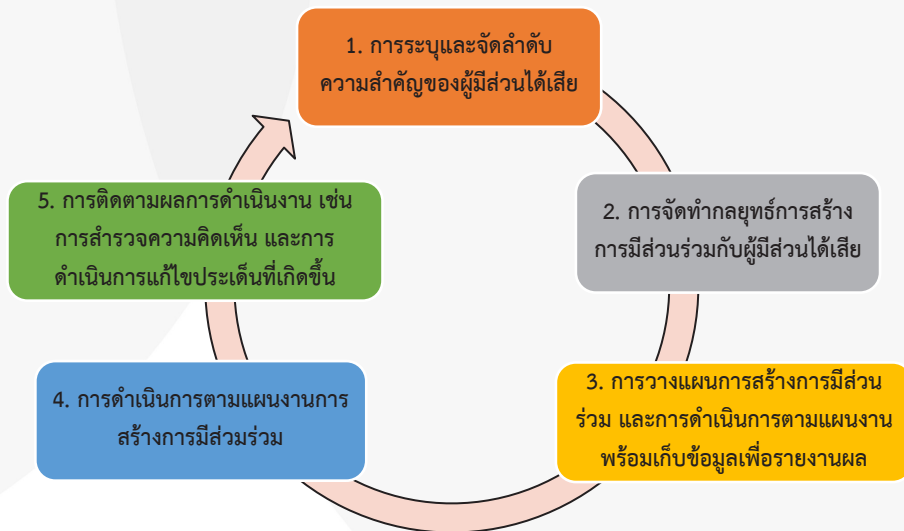 1. การระบุและจัดลำดับ
ความสำคัญของผู้มีส่วนได้เสีย
2. การจัดทำกลยุทธ์การสร้าง
การมีส่วนร่วมกับผู้มีส่วนได้เสีย
3. การวางแผนการสร้างการมีส่วน
ร่วม และการดำเนินการตามแผนงาน
พร้อมเก็บข้อมูลเพื่อรายงานผล
4. การดำเนินการตามแผนงานการ
สร้างการมีส่วมร่วม
5. การติดตามผลการดำเนินงาน เช่น
การสำรวจความคิดเห็น และการ
ดำเนินการแก้ไขประเด็นที่เกิดขึ้น